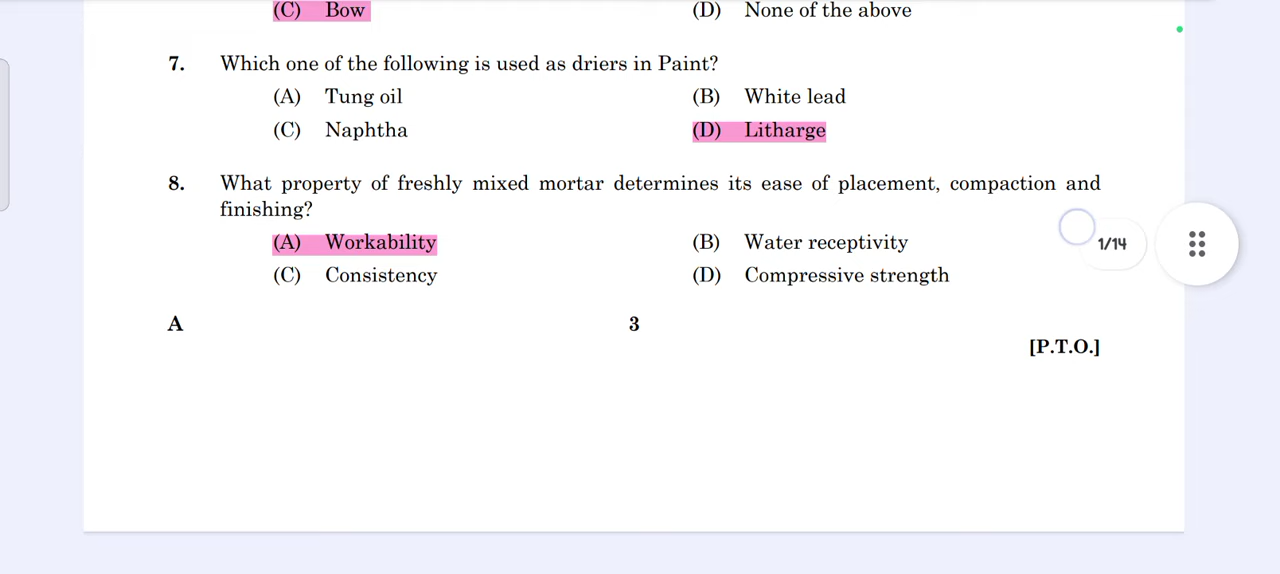 (C) Bow (D) None of the above
7. Which one of the following is used as driers in Paint?
(A) Tung oil (B) White lead
(C) Naphtha (D) Litharge
8. What property of freshly mixed mortar determines its ease of placement, compaction and
finishing?
(A) Workability (B) Water receptivity
1/14
(C) Consistency (D) Compressive strength
A 3
[P.T.O.]